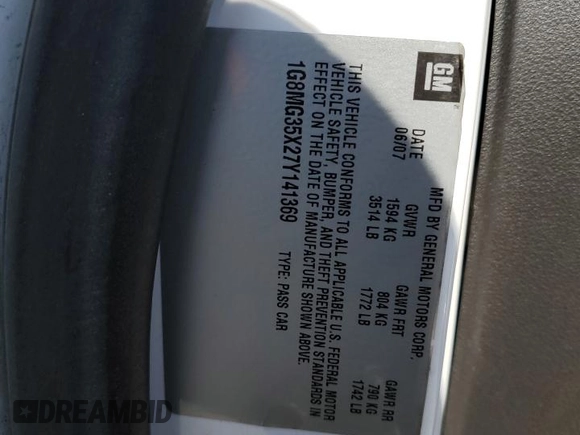 GM
MFD BY GENERAL MOTORS CORP.
DATE GVWR GAWR FRT GAWR RR
06/07 1594 KG 804 KG 790 KG
3514 LB 1772 LB 1742 LB
THIS VEHICLE CONFORMS TO ALL APPLICABLE U.S. FEDERAL MOTOR
VEHICLE SAFETY, BUMPER, AND THEFT PREVENTION STANDARDS IN
EFFECT ON THE DATE OF MANUFACTURE SHOWN ABOVE.
1G8MG35X27Y141369 TYPE: PASS CAR
DREAMBID